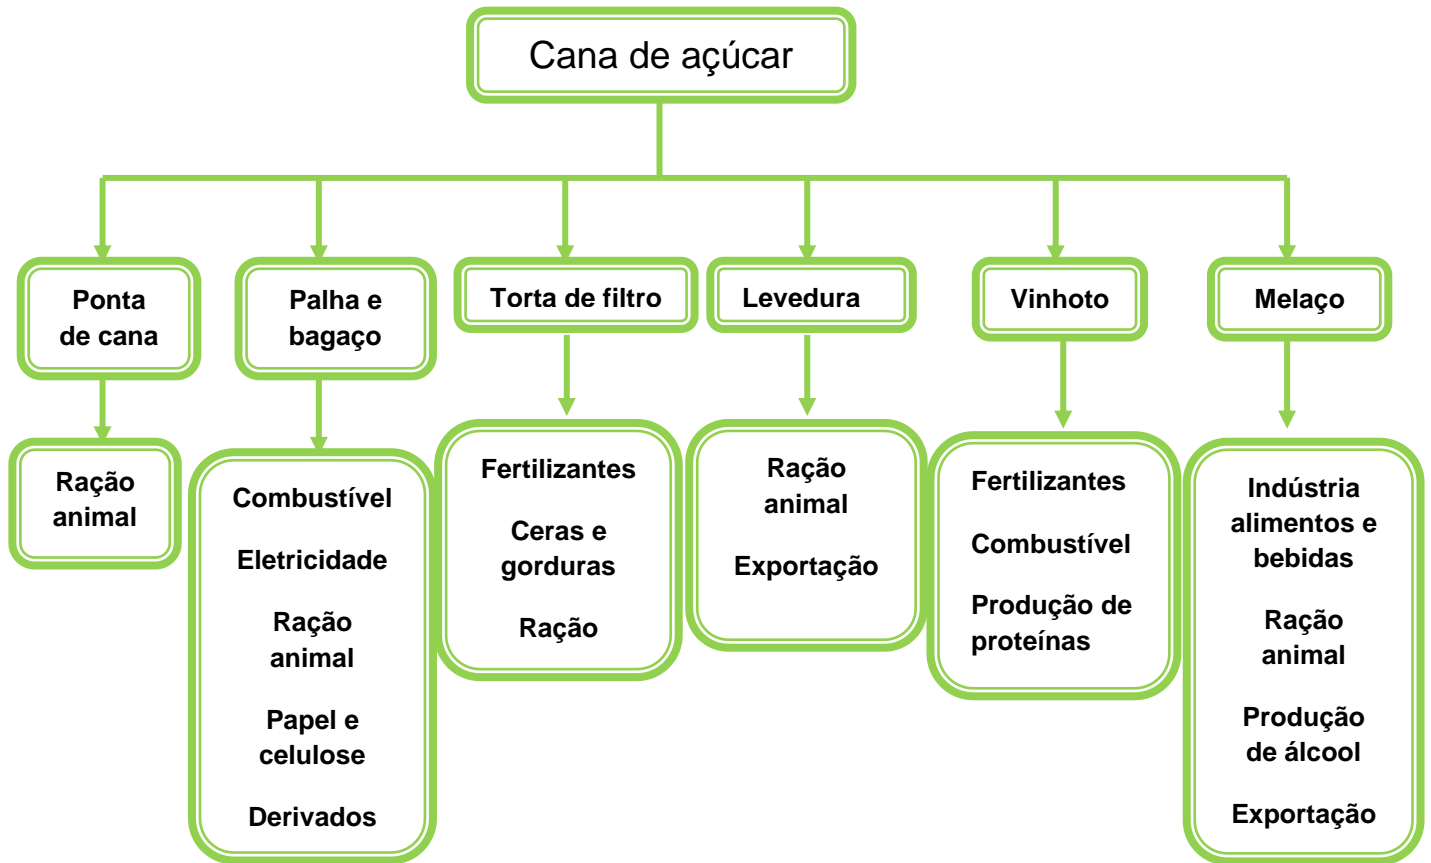 Cana de açúcar
Ponta
de cana
Palha e
bagaço
Torta de filtro
Levedura
Vinhoto
Melaço
Ração
animal
Combustível
Eletricidade
Ração
animal
Papel e
celulose
Derivados
Fertilizantes
Ceras e
gorduras
Ração
Ração
animal
Exportação
Fertilizantes
Combustível
Produção de
proteínas
Indústria
alimentos e
bebidas
Ração
animal
Produção
de álcool
Exportação